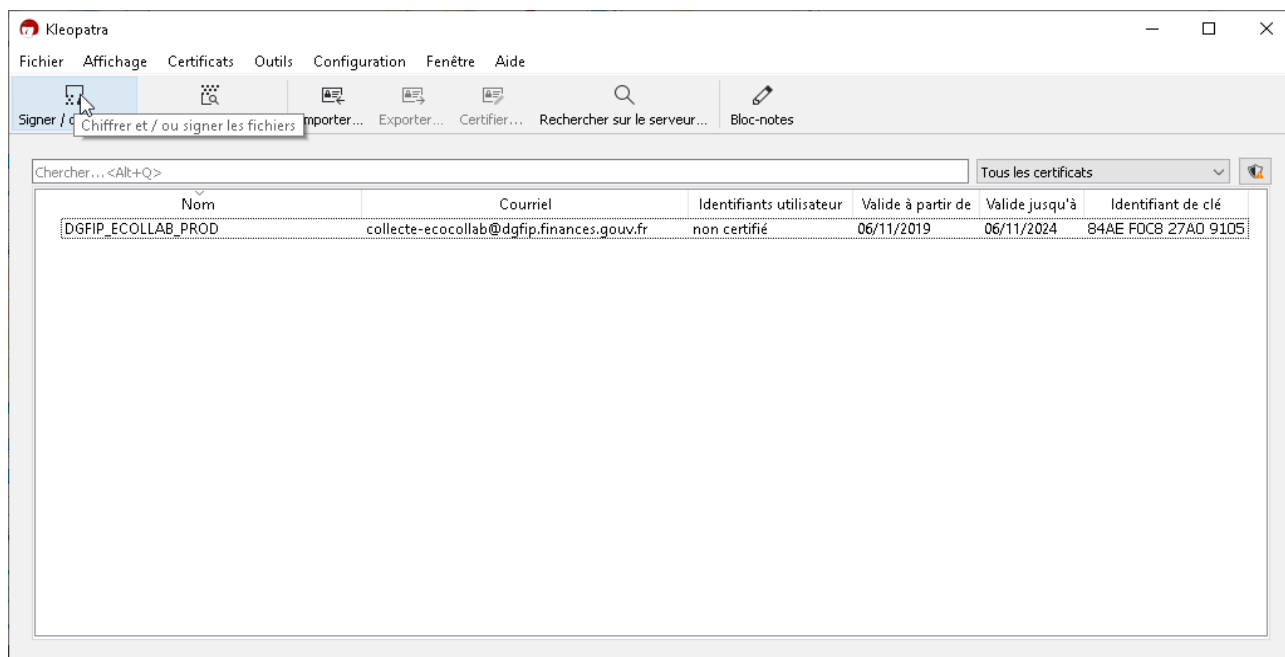 Kleopatra
Fichier Affichage Certificats Outils Configuration Fenêtre Aide
Signer / mporter... Exporter... Certifier... Rechercher sur le serveur... Bloc-notes
Chiffrer et / ou signer les fichiers
Chercher...<Alt+Q> Tous les certificats
Nom Courriel Identifiants utilisateur Valide à partir de Valide jusqu'à Identifiant de clé
DGFIP_ECOLLAB_PROD collecte-ecocollab@dgfip.finances.gouv.fr non certifié 06/11/2019 06/11/2024 84AE F0C8 27A0 9105